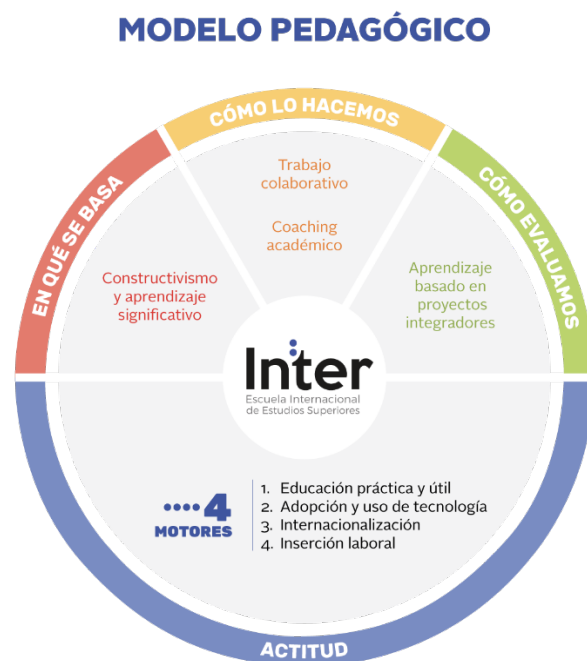 MODELO PEDAGÓGICO
CÓMO LO HACEMOS
Trabajo
colaborativo
Coaching
académico
EN QUÉ SE BASA
Constructivismo
y aprendizaje
significativo
CÓMO EVALUAMOS
Aprendizaje
basado en
proyectos
integradores
Inter
Escuela Internacional
de Estudios Superiores
4
MOTORES
1. Educación práctica y útil
2. Adopción y uso de tecnología
3. Internacionalización
4. Inserción laboral
ACTITUD